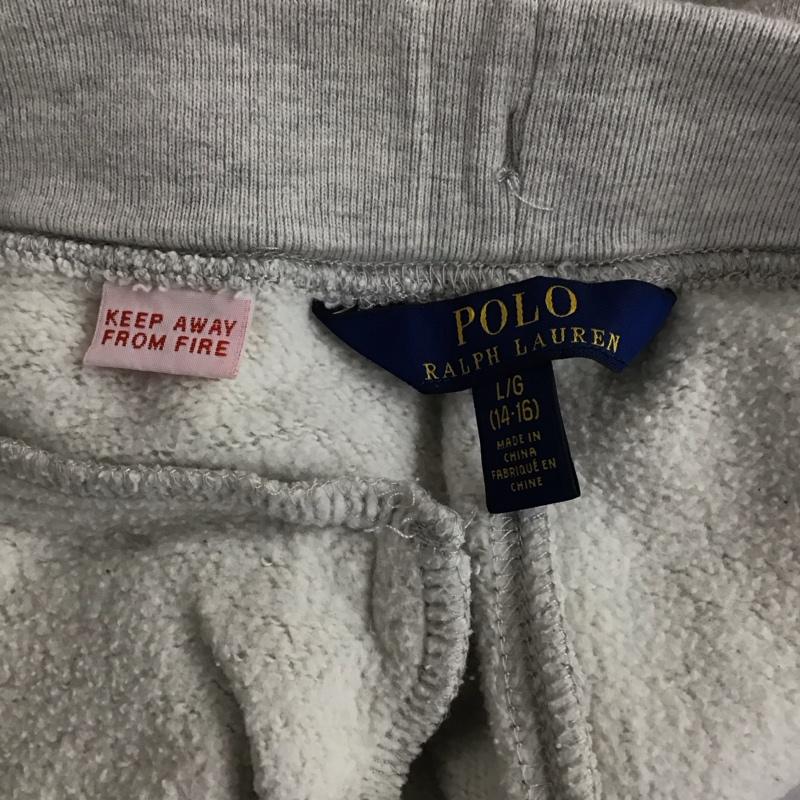 KEEP AWAY
FROM FIRE
POLO
RALPH LAUREN
L/G
(14-16)
MADE IN
CHINA
FABRIQUÉ EN
CHINE